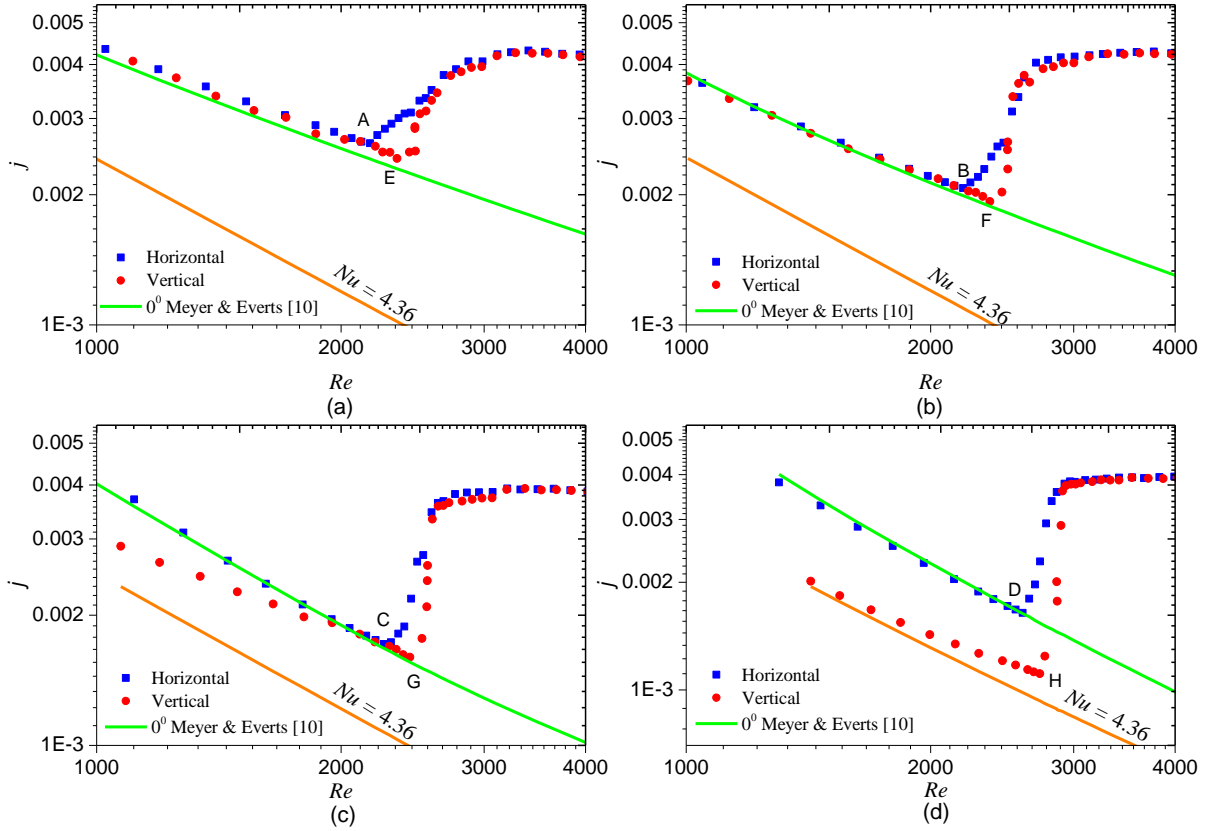 0.005
0.004
0.003
0.002
1E-3
j
A
E
Horizontal
Vertical
0⁰ Meyer & Everts [10]
Nu = 4.36
1000
2000
3000
4000
Re
(a)
0.005
0.004
0.003
0.002
1E-3
j
B
F
Horizontal
Vertical
0⁰ Meyer & Everts [10]
Nu = 4.36
1000
2000
3000
4000
Re
(b)
0.005
0.004
0.003
0.002
1E-3
j
C
G
Horizontal
Vertical
0⁰ Meyer & Everts [10]
Nu = 4.36
1000
2000
3000
4000
Re
(c)
0.005
0.004
0.003
0.002
1E-3
j
D
H
Horizontal
Vertical
0⁰ Meyer & Everts [10]
Nu = 4.36
1000
2000
3000
4000
Re
(d)